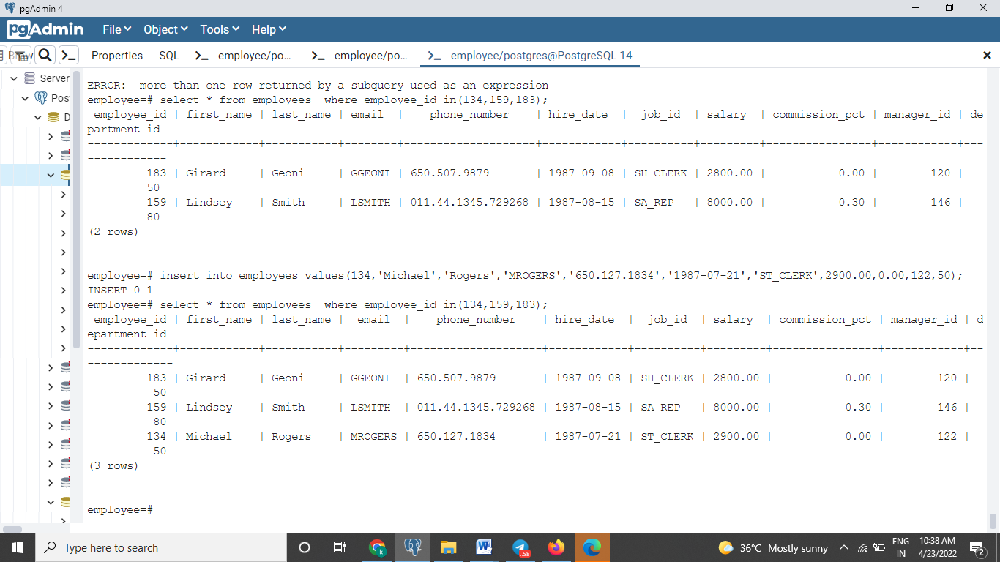 pgAdmin 4
pgAdmin File Object Tools Help
Properties SQL employee/po... employee/po... employee/postgres@PostgreSQL 14
Server
Post
D
ERROR:  more than one row returned by a subquery used as an expression
employee=# select * from employees  where employee_id in(134,159,183);
 employee_id | first_name | last_name | email  |    phone_number    | hire_date  |  job_id  | salary  | commission_pct | manager_id | de
partment_id
-------------+------------+-----------+--------+--------------------+------------+----------+---------+----------------+------------+---
------------
         183 | Girard     | Geoni     | GGEONI | 650.507.9879       | 1987-09-08 | SH_CLERK | 2800.00 |           0.00 |        120 |
         50
         159 | Lindsey    | Smith     | LSMITH | 011.44.1345.729268 | 1987-08-15 | SA_REP   | 8000.00 |           0.30 |        146 |
         80
(2 rows)
employee=# insert into employees values(134,'Michael','Rogers','MROGERS','650.127.1834','1987-07-21','ST_CLERK',2900.00,0.00,122,50);
INSERT 0 1
employee=# select * from employees  where employee_id in(134,159,183);
 employee_id | first_name | last_name |  email  |    phone_number    | hire_date  |  job_id  | salary  | commission_pct | manager_id | d
epartment_id
-------------+------------+-----------+---------+--------------------+------------+----------+---------+----------------+------------+--
-------------
         183 | Girard     | Geoni     | GGEONI  | 650.507.9879       | 1987-09-08 | SH_CLERK | 2800.00 |           0.00 |        120 |
          50
         159 | Lindsey    | Smith     | LSMITH  | 011.44.1345.729268 | 1987-08-15 | SA_REP   | 8000.00 |           0.30 |        146 |
          80
         134 | Michael    | Rogers    | MROGERS | 650.127.1834       | 1987-07-21 | ST_CLERK | 2900.00 |           0.00 |        122 |
          50
(3 rows)
employee=#
Type here to search
58
36°C Mostly sunny
ENG
IN
10:38 AM
4/23/2022
2